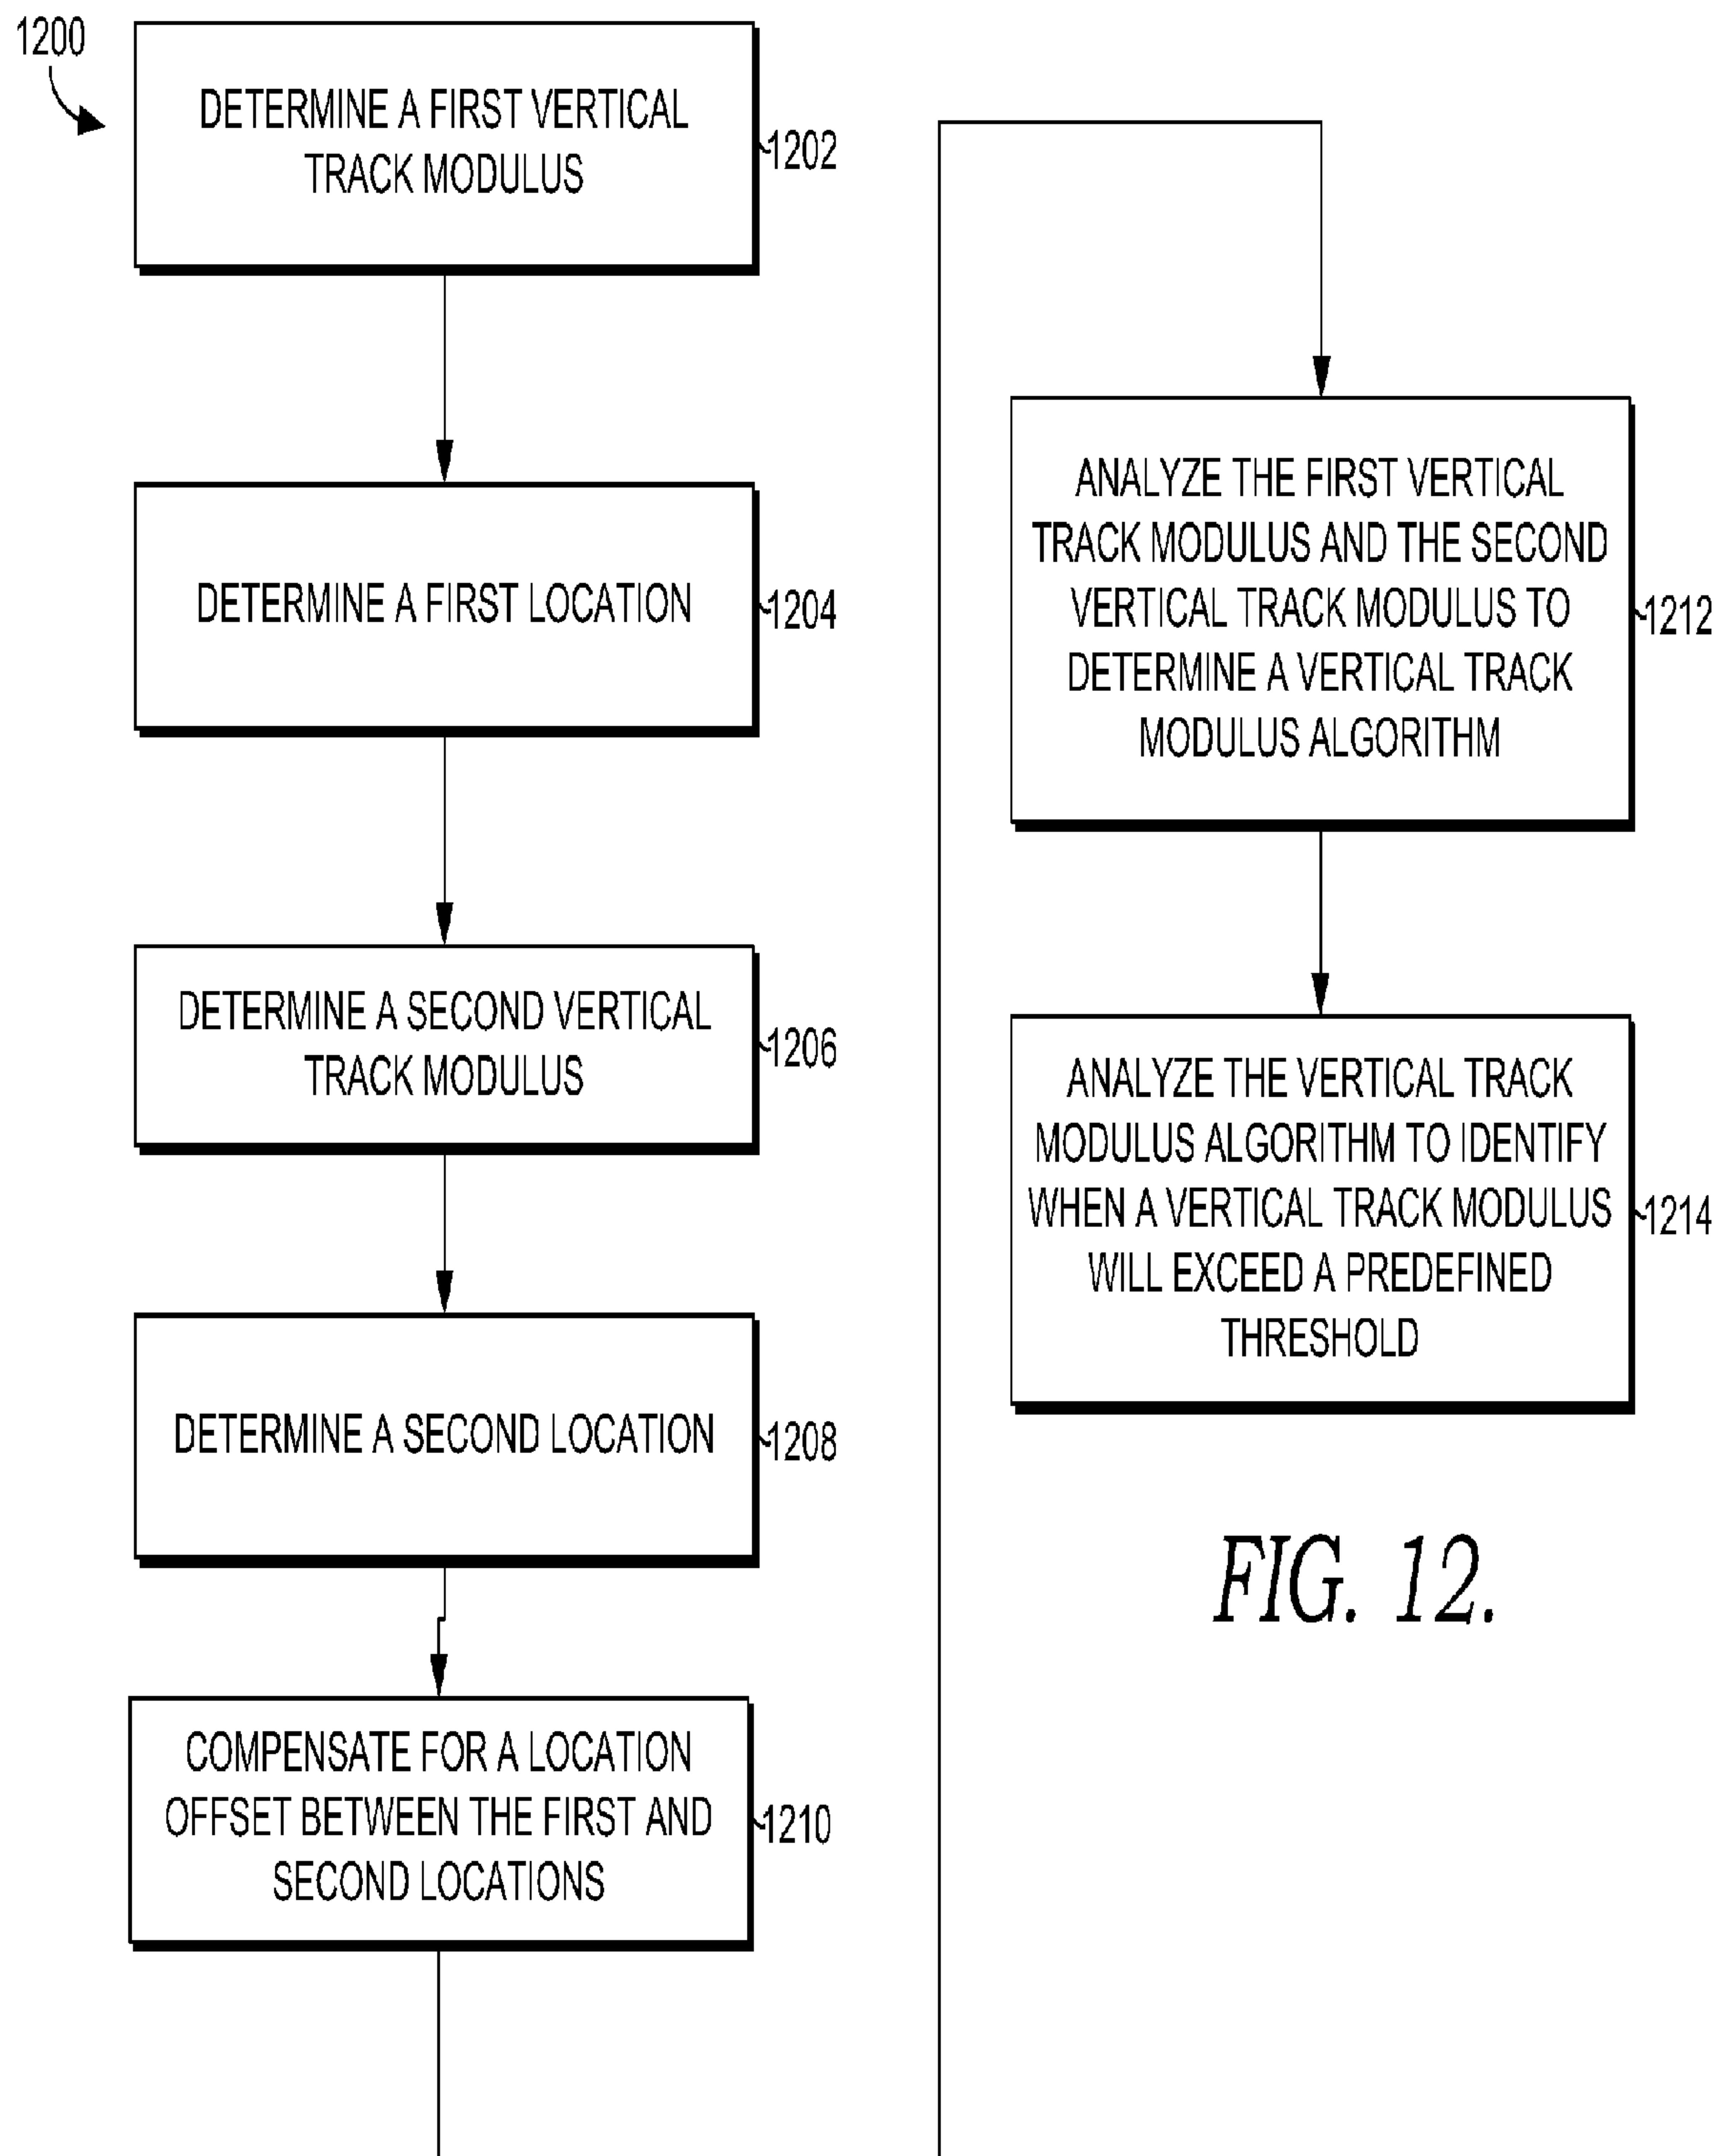 1200
DETERMINE A FIRST VERTICAL
TRACK MODULUS
1202
DETERMINE A FIRST LOCATION
1204
DETERMINE A SECOND VERTICAL
TRACK MODULUS
1206
DETERMINE A SECOND LOCATION
1208
COMPENSATE FOR A LOCATION
OFFSET BETWEEN THE FIRST AND
SECOND LOCATIONS
1210
ANALYZE THE FIRST VERTICAL
TRACK MODULUS AND THE SECOND
VERTICAL TRACK MODULUS TO
DETERMINE A VERTICAL TRACK
MODULUS ALGORITHM
1212
ANALYZE THE VERTICAL TRACK
MODULUS ALGORITHM TO IDENTIFY
WHEN A VERTICAL TRACK MODULUS
WILL EXCEED A PREDEFINED
THRESHOLD
1214
FIG. 12.